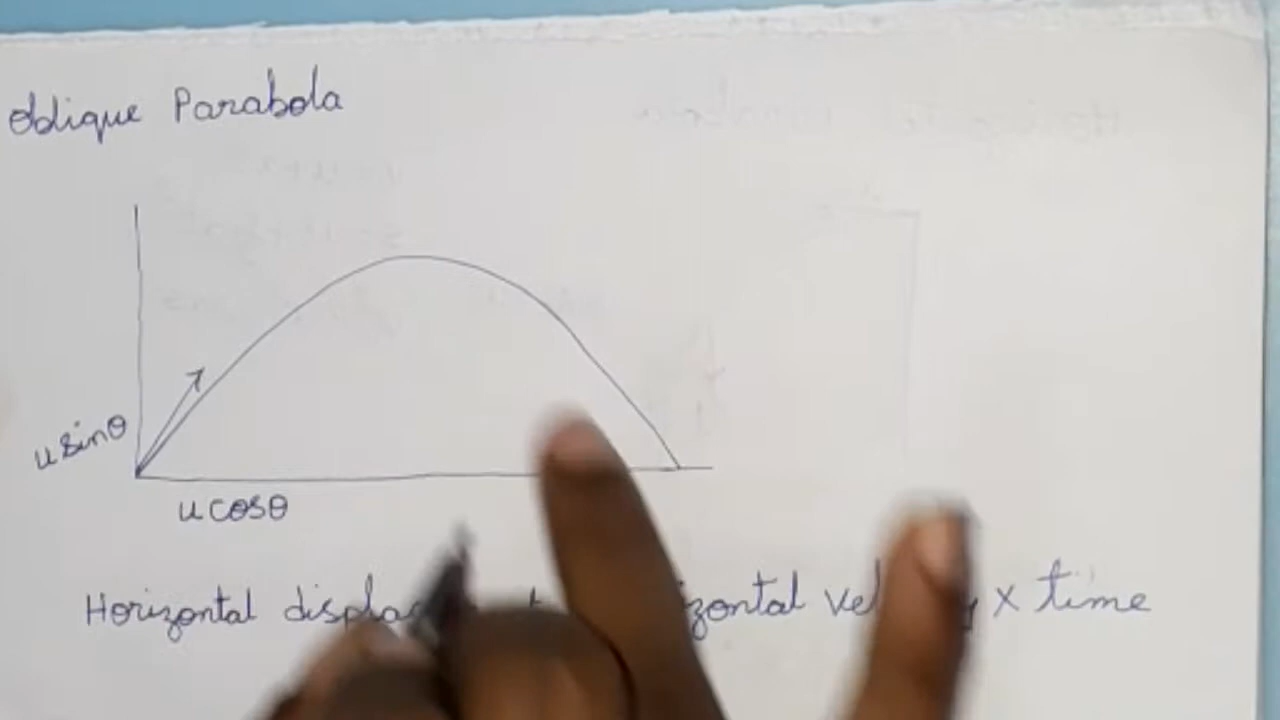 Oblique Parabola
u sinθ
u cosθ
Horizontal x time